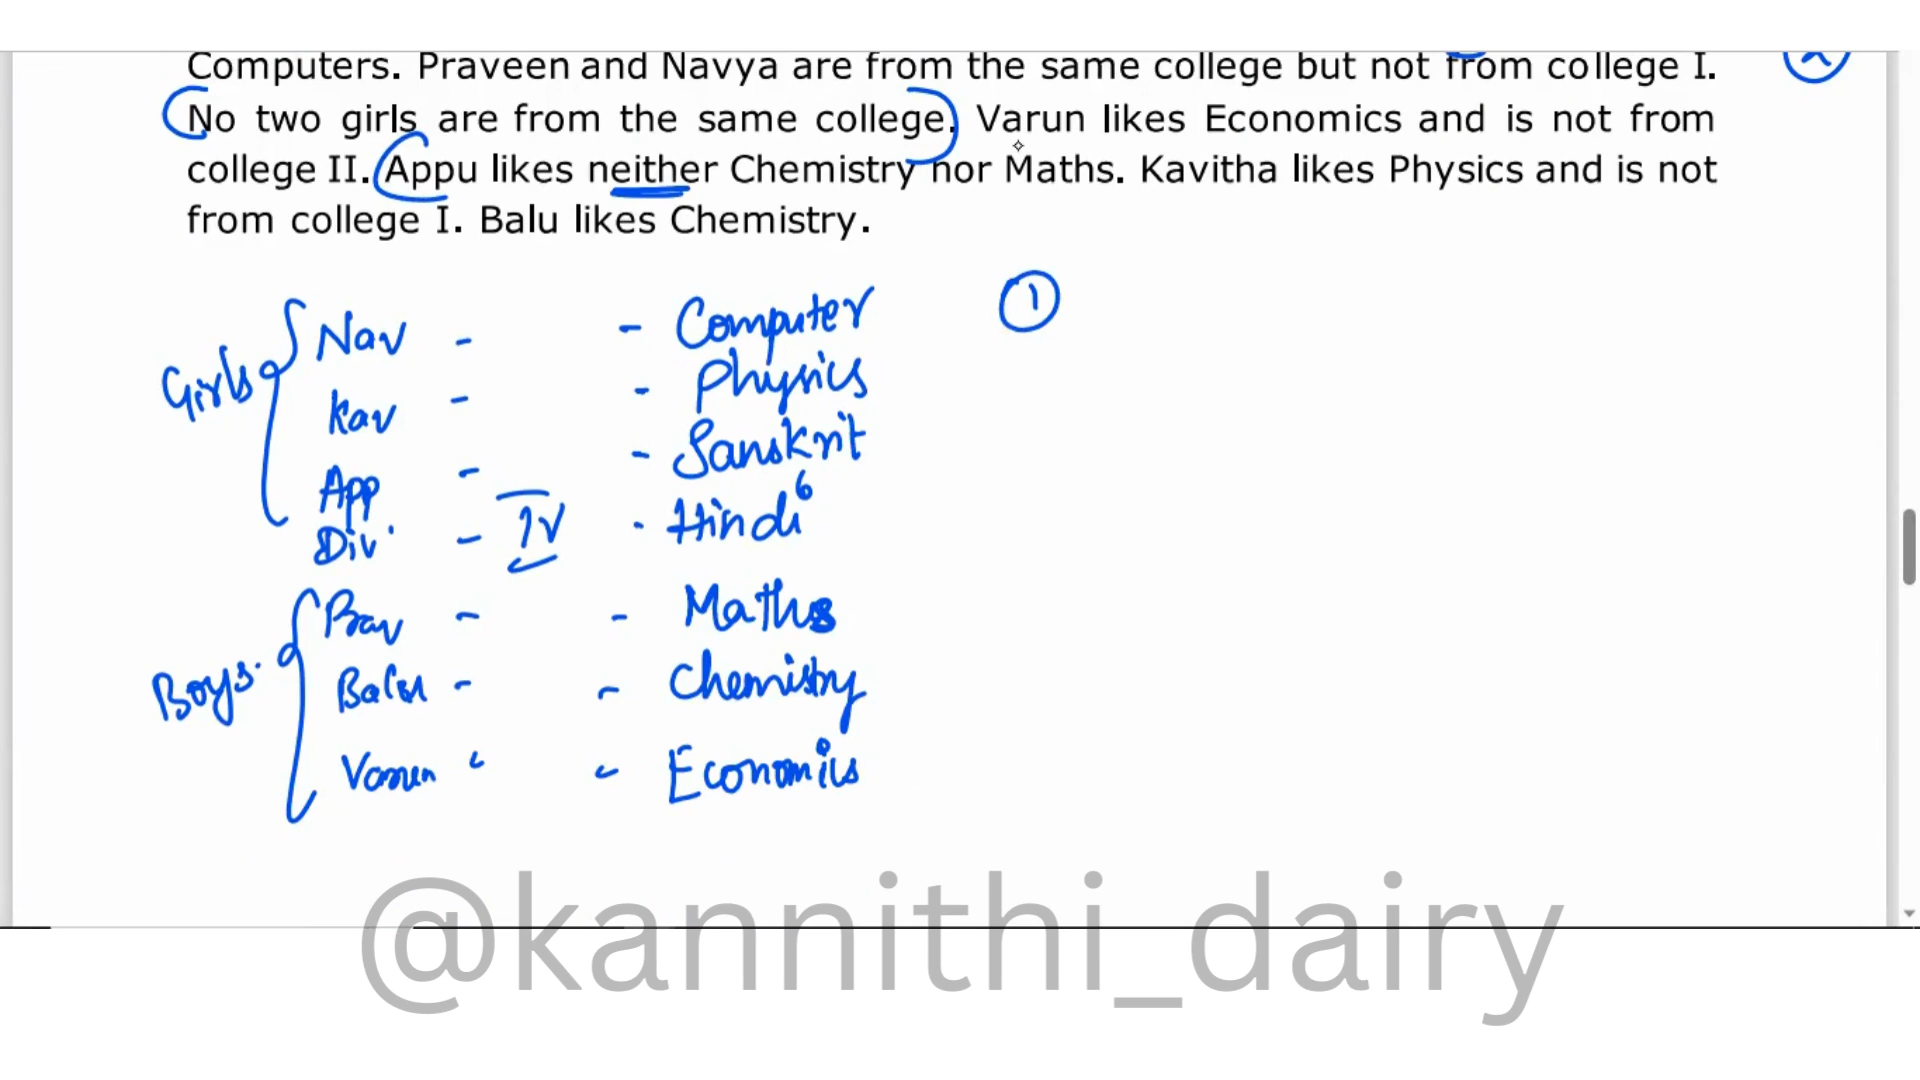 Computers. Praveen and Navya are from the same college but not from college I.
No two girls are from the same college. Varun likes Economics and is not from
college II. Appu likes neither Chemistry nor Maths. Kavitha likes Physics and is not
from college I. Balu likes Chemistry.
1
Nav - - Computer
Girls
Kav - - Physics
App - - Sanskrit
Div - IV - Hindi
Prav - - Maths
Boys. Balu - - Chemistry
Varun - - Economics
@kannithi_dairy